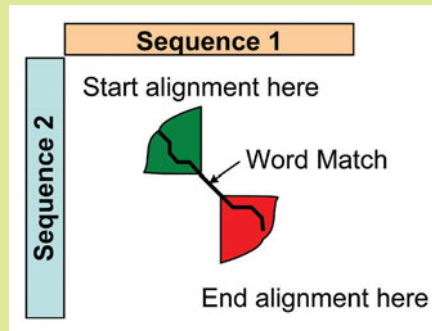 Sequence 1
Sequence 2
Start alignment here
Word Match
End alignment here